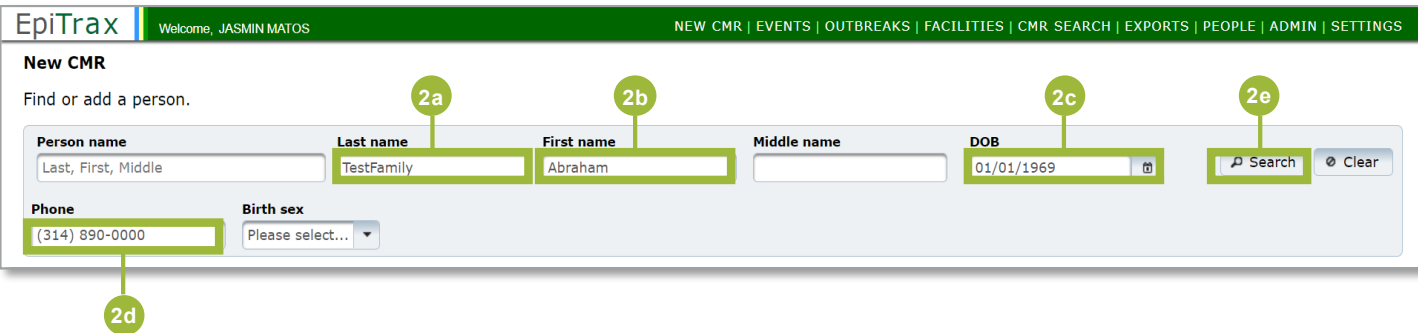 EpiTrax Welcome, JASMIN MATOS NEW CMR | EVENTS | OUTBREAKS | FACILITIES | CMR SEARCH | EXPORTS | PEOPLE | ADMIN | SETTINGS
New CMR
Find or add a person.
2a 2b 2c 2e
Person name Last name First name Middle name DOB
Last, First, Middle TestFamily Abraham 01/01/1969 Search Clear
Phone Birth sex
(314) 890-0000 Please select...
2d